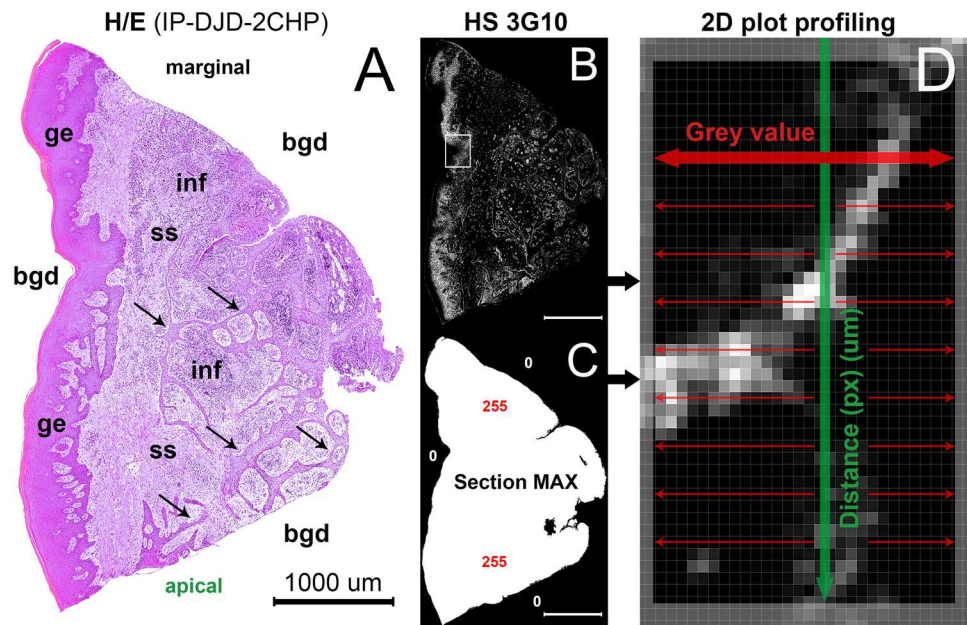 H/E (IP-DJD-2CHP)
HS 3G10
2D plot profiling
marginal
A
B
D
ge
bgd
Grey value
inf
ss
bgd
C
0
255
inf
ge
ss
0
Section MAX
Distance (px) (um)
bgd
255
apical
1000 um
0